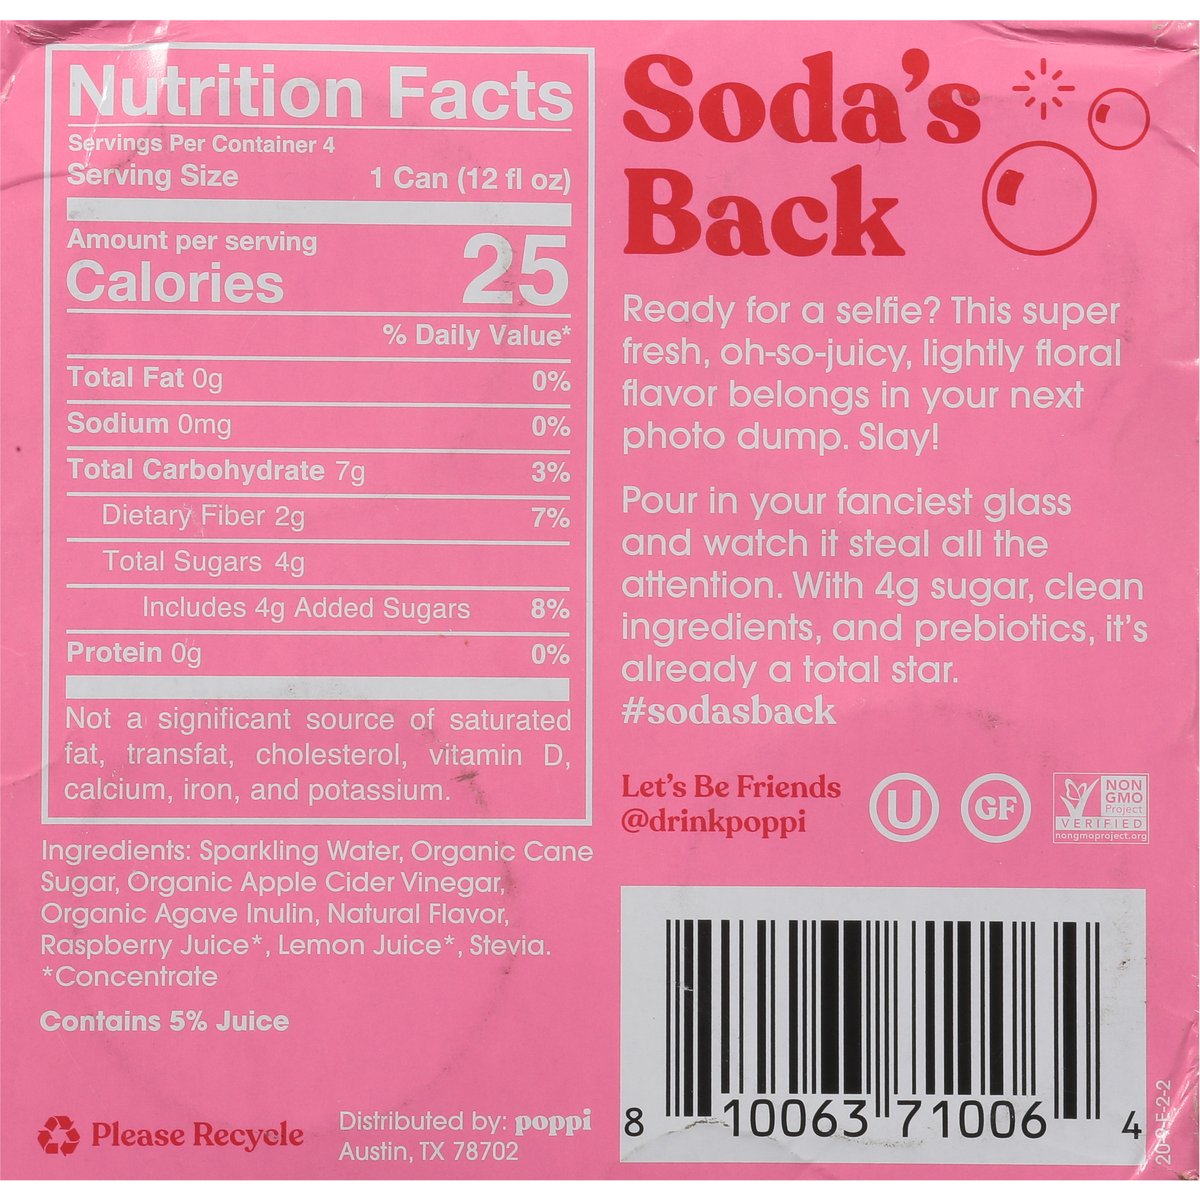 Nutrition Facts
Servings Per Container 4
Serving Size 1 Can (12 fl oz)
Amount per serving
Calories 25
% Daily Value*
Total Fat 0g 0%
Sodium 0mg 0%
Total Carbohydrate 7g 3%
Dietary Fiber 2g 7%
Total Sugars 4g
Includes 4g Added Sugars 8%
Protein 0g 0%
Not a significant source of saturated
fat, transfat, cholesterol, vitamin D,
calcium, iron, and potassium.
Ingredients: Sparkling Water, Organic Cane
Sugar, Organic Apple Cider Vinegar,
Organic Agave Inulin, Natural Flavor,
Raspberry Juice*, Lemon Juice*, Stevia.
*Concentrate
Contains 5% Juice
Please Recycle
Distributed by: poppi
Austin, TX 78702
Soda's
Back
Ready for a selfie? This super
fresh, oh-so-juicy, lightly floral
flavor belongs in your next
photo dump. Slay!
Pour in your fanciest glass
and watch it steal all the
attention. With 4g sugar, clean
ingredients, and prebiotics, it's
already a total star.
#sodasback
Let's Be Friends
@drinkpoppi
U
GF
NON
GMO
Project
VERIFIED
nongmoproject.org
8 10063 71006 4